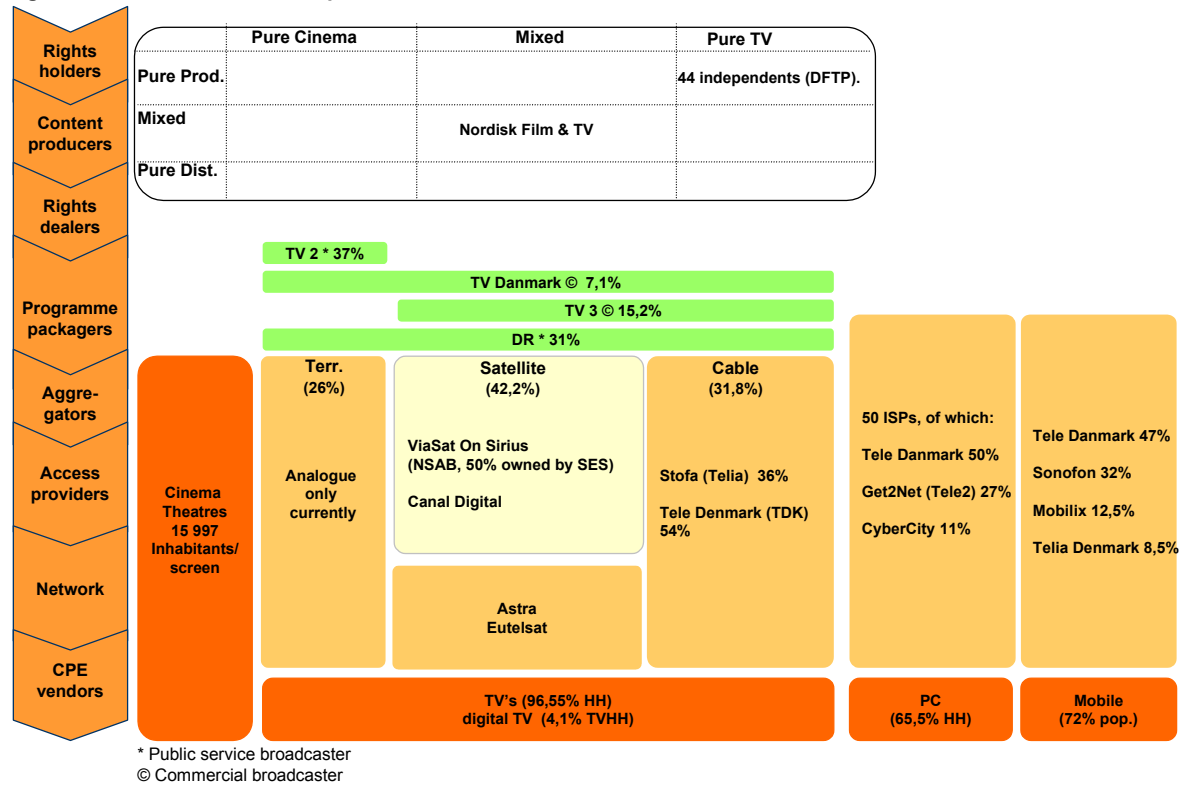 Rights
holders
Content
producers
Rights
dealers
Programme
packagers
Aggre-
gators
Access
providers
Network
CPE
vendors
Pure Cinema
Mixed
Pure TV
Pure Prod.
44 independents (DFTP).
Mixed
Nordisk Film & TV
Pure Dist.
TV 2 * 37%
TV Danmark © 7,1%
TV 3 © 15,2%
DR * 31%
Cinema
Theatres
15 997
Inhabitants/
screen
Terr.
(26%)
Analogue
only
currently
Satellite
(42,2%)
ViaSat On Sirius
(NSAB, 50% owned by SES)
Canal Digital
Astra
Eutelsat
Cable
(31,8%)
Stofa (Telia) 36%
Tele Denmark (TDK)
54%
50 ISPs, of which:
Tele Danmark 50%
Get2Net (Tele2) 27%
CyberCity 11%
Tele Danmark 47%
Sonofon 32%
Mobilix 12,5%
Telia Denmark 8,5%
TV's (96,55% HH)
digital TV (4,1% TVHH)
PC
(65,5% HH)
Mobile
(72% pop.)
* Public service broadcaster
© Commercial broadcaster